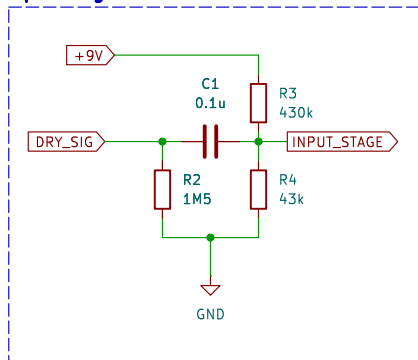 +9V
C1
0.1u
R3
430k
DRY_SIG
INPUT_STAGE
R2
1M5
R4
43k
GND